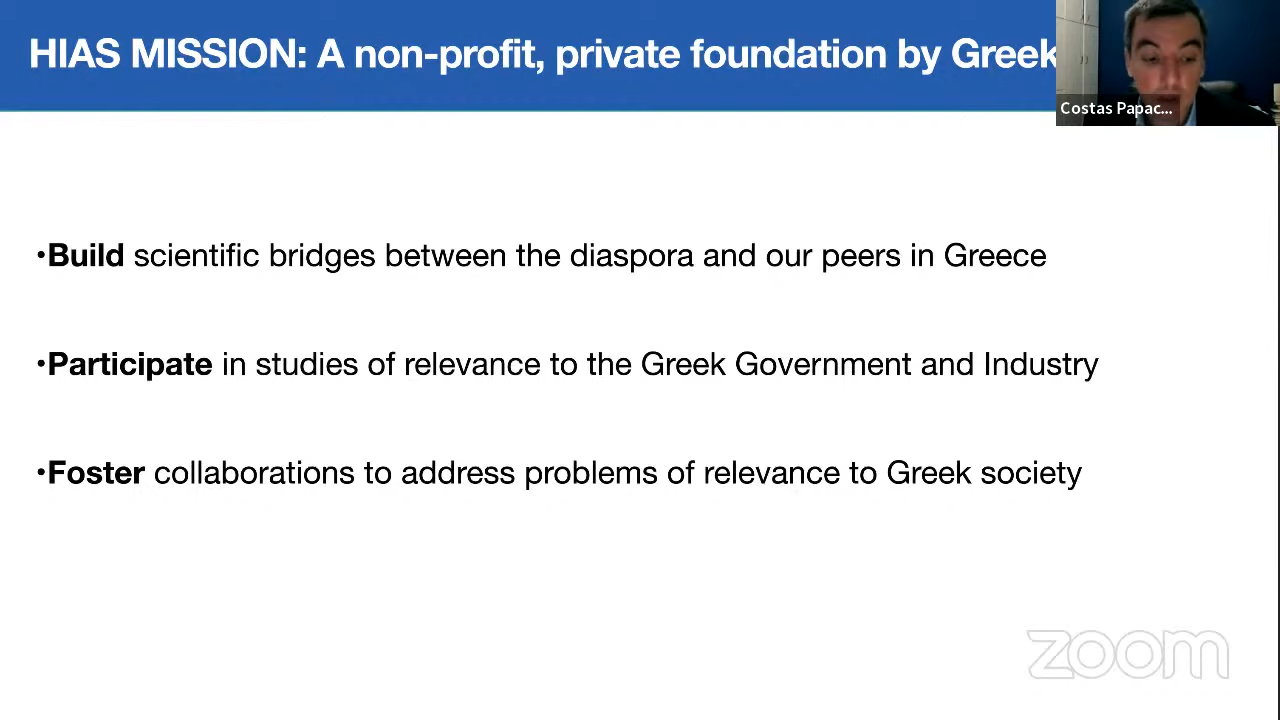 HIAS MISSION: A non-profit, private foundation by Greek
Costas Papac...
•Build scientific bridges between the diaspora and our peers in Greece
•Participate in studies of relevance to the Greek Government and Industry
•Foster collaborations to address problems of relevance to Greek society
zoom